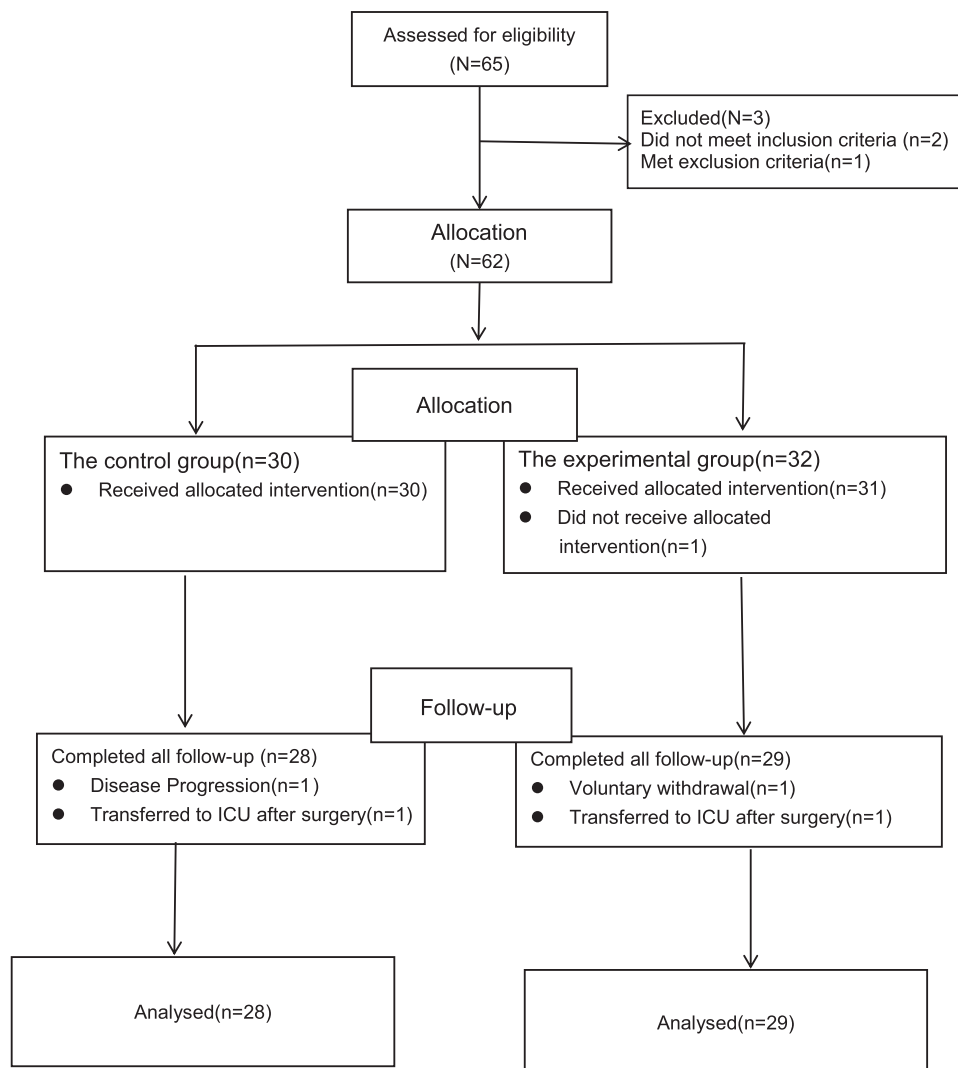 Assessed for eligibility
(N=65)
Excluded(N=3)
Did not meet inclusion criteria (n=2)
Met exclusion criteria(n=1)
Allocation
(N=62)
Allocation
The control group(n=30)
● Received allocated intervention(n=30)
The experimental group(n=32)
● Received allocated intervention(n=31)
● Did not receive allocated
intervention(n=1)
Follow-up
Completed all follow-up (n=28)
● Disease Progression(n=1)
● Transferred to ICU after surgery(n=1)
Completed all follow-up(n=29)
● Voluntary withdrawal(n=1)
● Transferred to ICU after surgery(n=1)
Analysed(n=28)
Analysed(n=29)